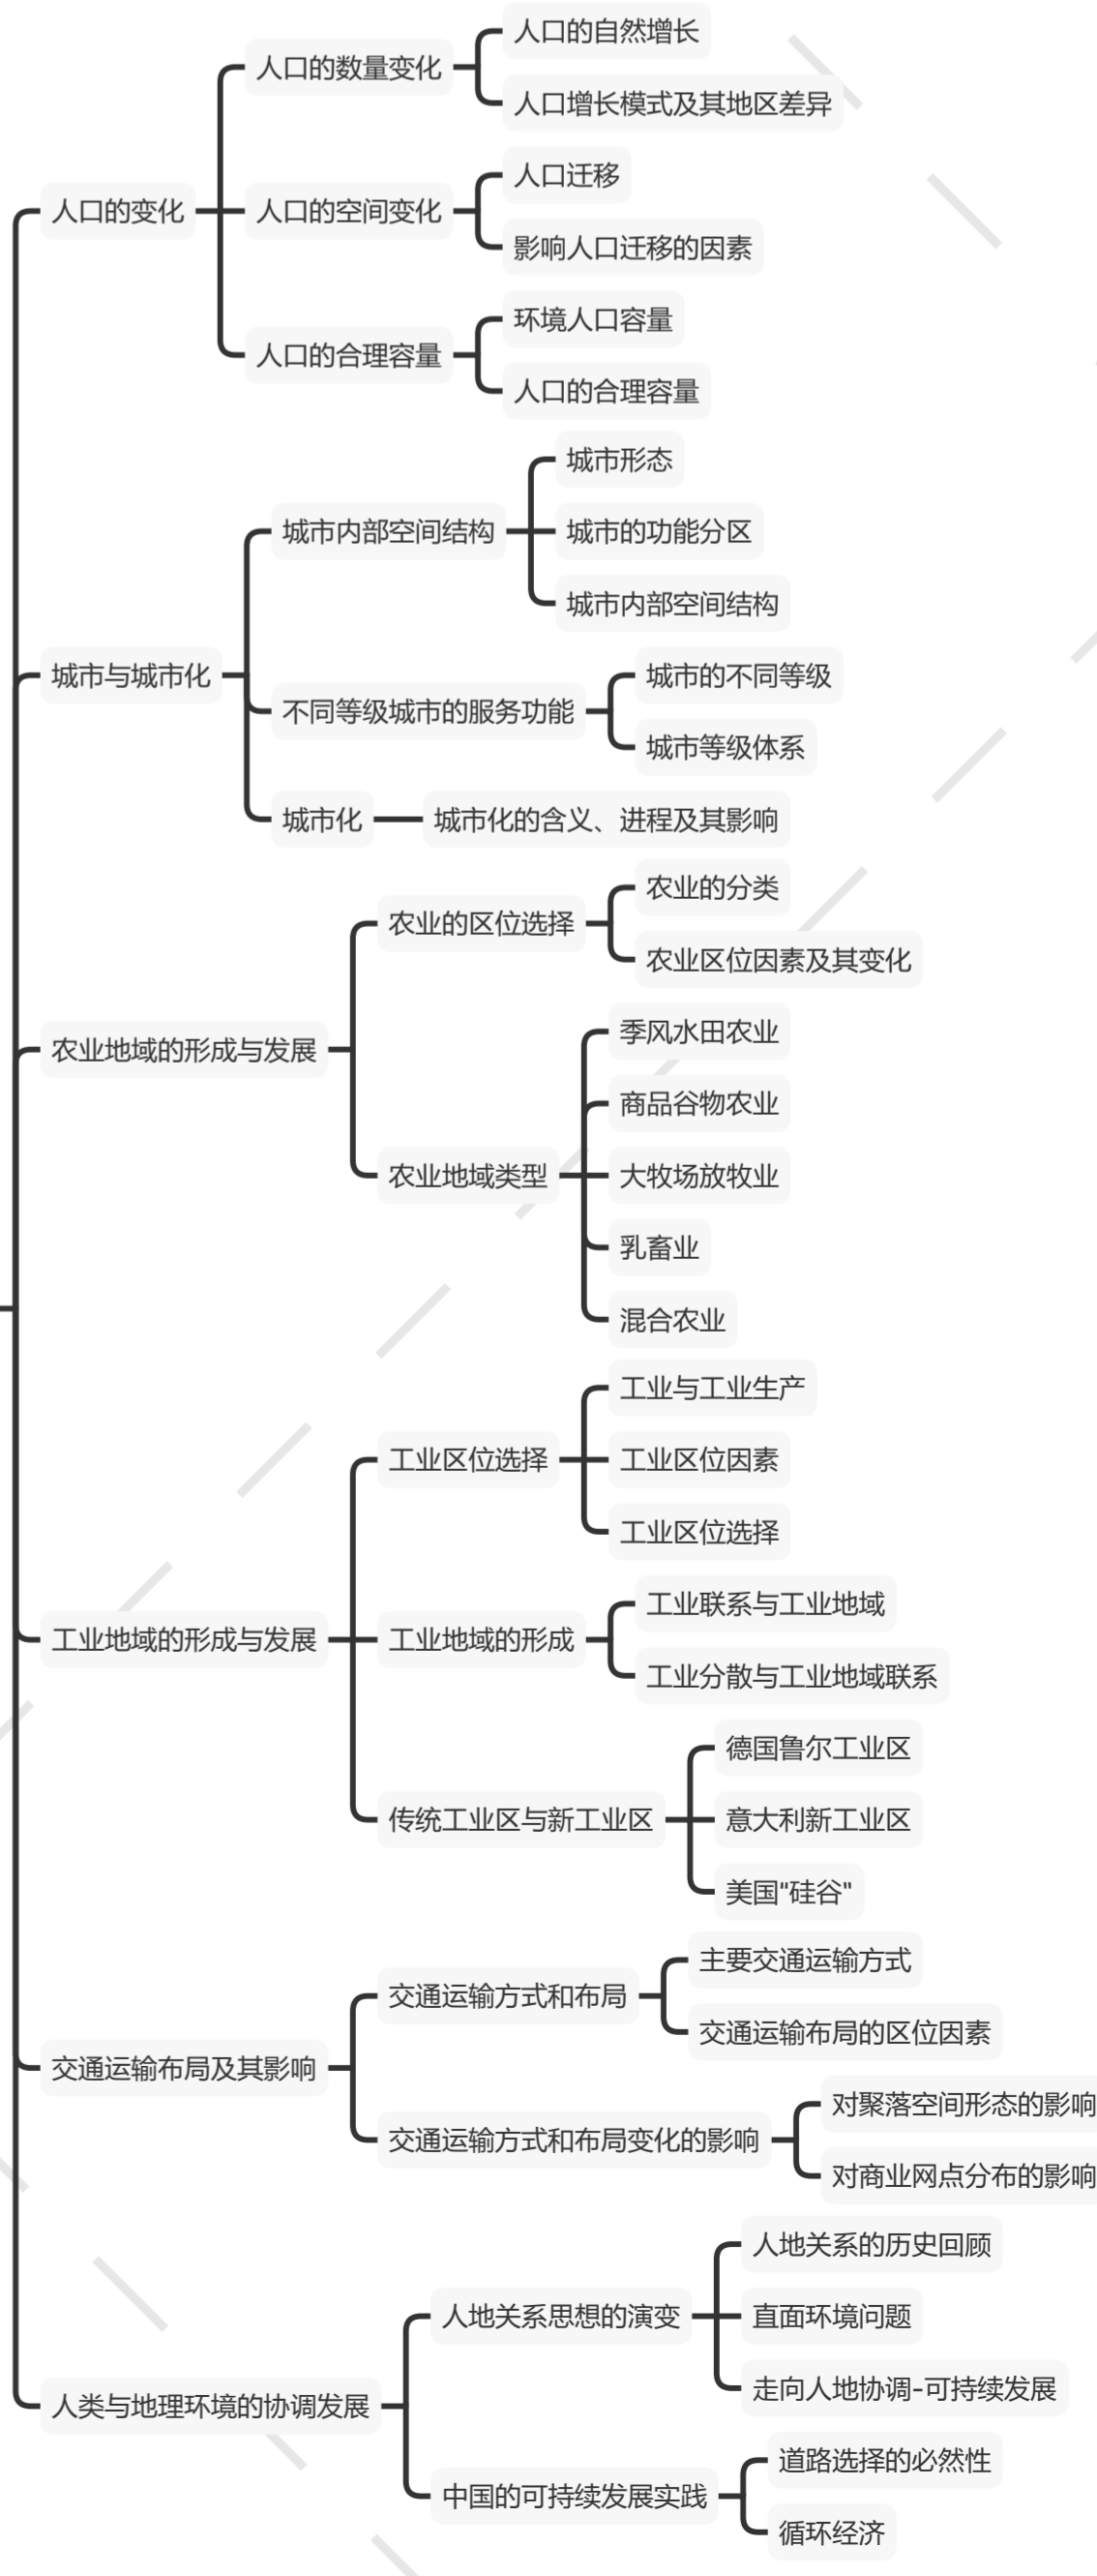 人口的变化
人口的数量变化
人口的自然增长
人口增长模式及其地区差异
人口的空间变化
人口迁移
影响人口迁移的因素
人口的合理容量
环境人口容量
人口的合理容量
城市与城市化
城市内部空间结构
城市形态
城市的功能分区
城市内部空间结构
不同等级城市的服务功能
城市的不同等级
城市等级体系
城市化
城市化的含义、进程及其影响
农业地域的形成与发展
农业的区位选择
农业的分类
农业区位因素及其变化
农业地域类型
季风水田农业
商品谷物农业
大牧场放牧业
乳畜业
混合农业
工业地域的形成与发展
工业区位选择
工业与工业生产
工业区位因素
工业区位选择
工业地域的形成
工业联系与工业地域
工业分散与工业地域联系
传统工业区与新工业区
德国鲁尔工业区
意大利新工业区
美国"硅谷"
交通运输布局及其影响
交通运输方式和布局
主要交通运输方式
交通运输布局的区位因素
交通运输方式和布局变化的影响
对聚落空间形态的影响
对商业网点分布的影响
人类与地理环境的协调发展
人地关系思想的演变
人地关系的历史回顾
直面环境问题
走向人地协调-可持续发展
中国的可持续发展实践
道路选择的必然性
循环经济